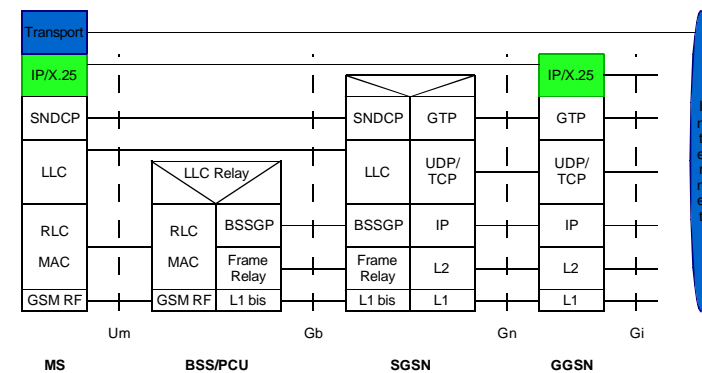 Transport
IP/X.25 IP/X.25
SNDCP SNDCP GTP GTP
LLC LLC Relay LLC UDP/ TCP UDP/ TCP
RLC RLC BSSGP BSSGP IP IP
MAC MAC Frame Relay Frame Relay L2 L2
GSM RF GSM RF L1 bis L1 bis L1 L1
Um Gb Gn Gi
MS BSS/PCU SGSN GGSN